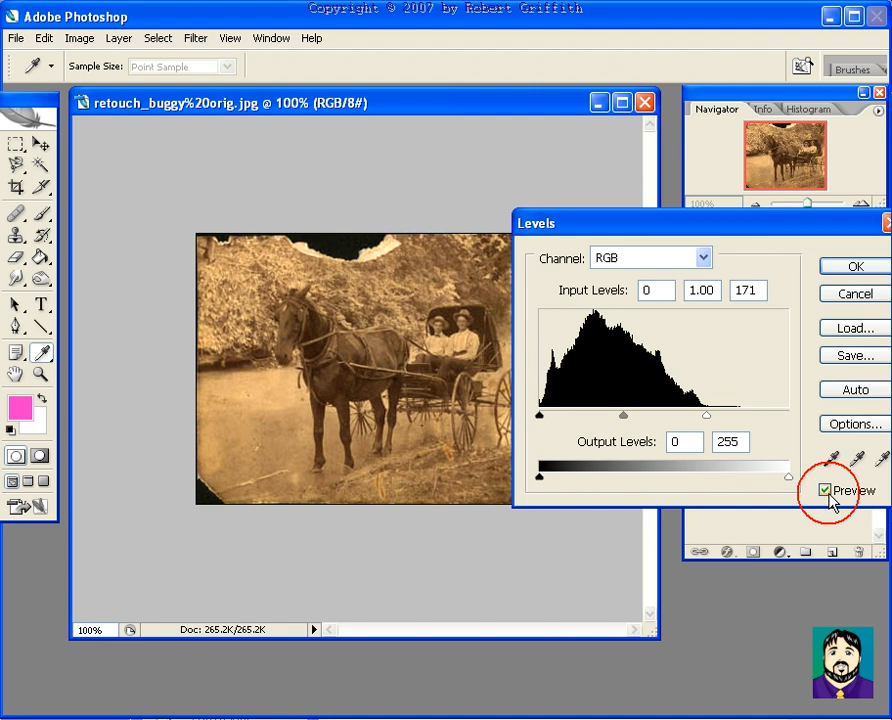 Copyright © 2007 by Robert Griffith
Adobe Photoshop
File Edit Image Layer Select Filter View Window Help
Sample Size: Point Sample
Brushes
retouch_buggy%20orig.jpg @ 100% (RGB/8#)
Navigator Info Histogram
100%
Levels
Channel: RGB
OK
Input Levels: 0 1.00 171
Cancel
Load...
Save...
Auto
Options...
Output Levels: 0 255
Preview
100% Doc: 265.2K/265.2K